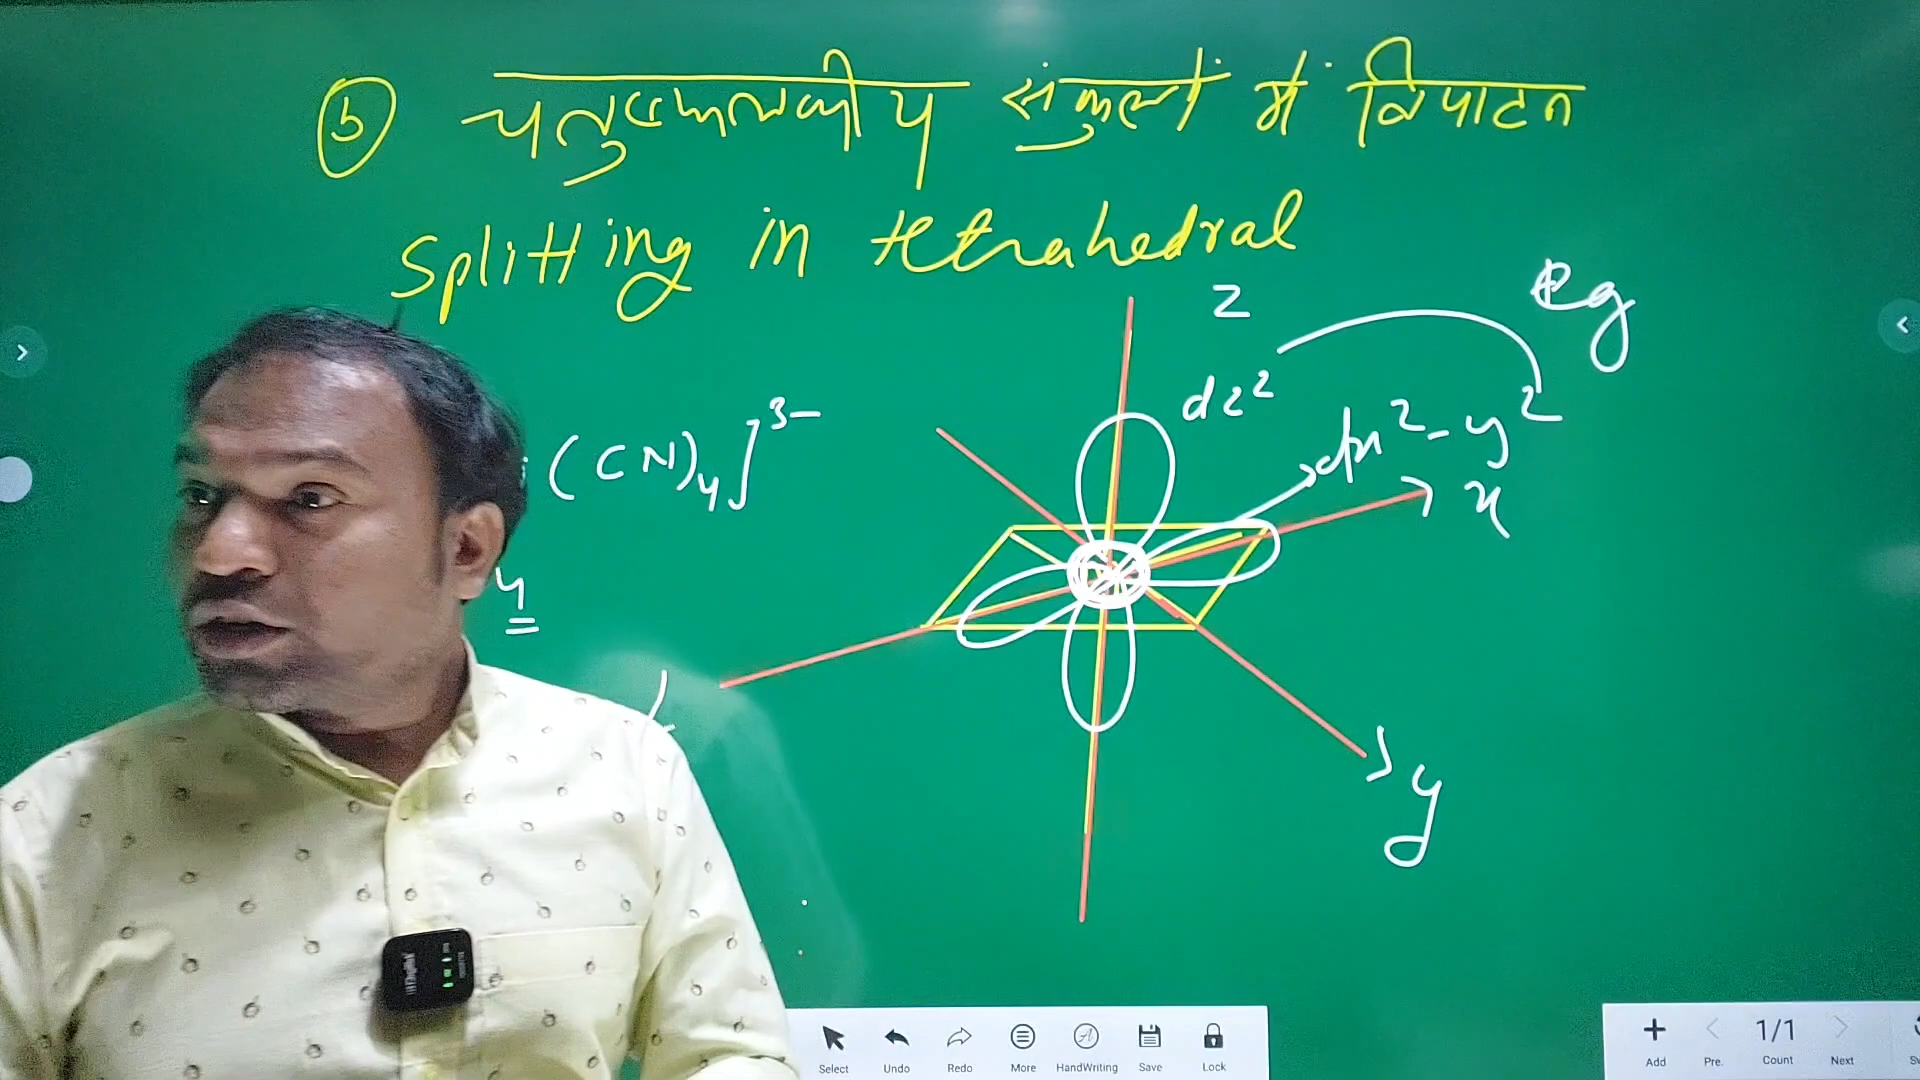 (b) चतुष्फलकीय संकुलों में विपाटन
Splitting in tetrahedral
z
eg
dz²
(CN)₄]³⁻
dx²-y²
x
4
y
Select Undo Redo More HandWriting Save Lock
Add Pre. 1/1 Count Next